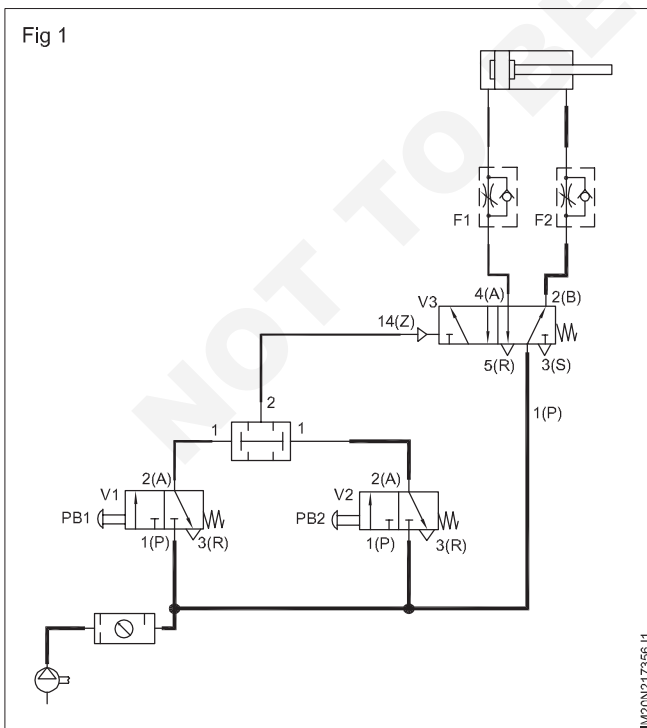 Fig 1
NOT TO BE
F1
F2
V3
4(A)
2(B)
14(Z)
5(R)
3(S)
1(P)
2
1
1
2(A)
2(A)
V1
V2
PB1
PB2
1(P)
3(R)
1(P)
3(R)